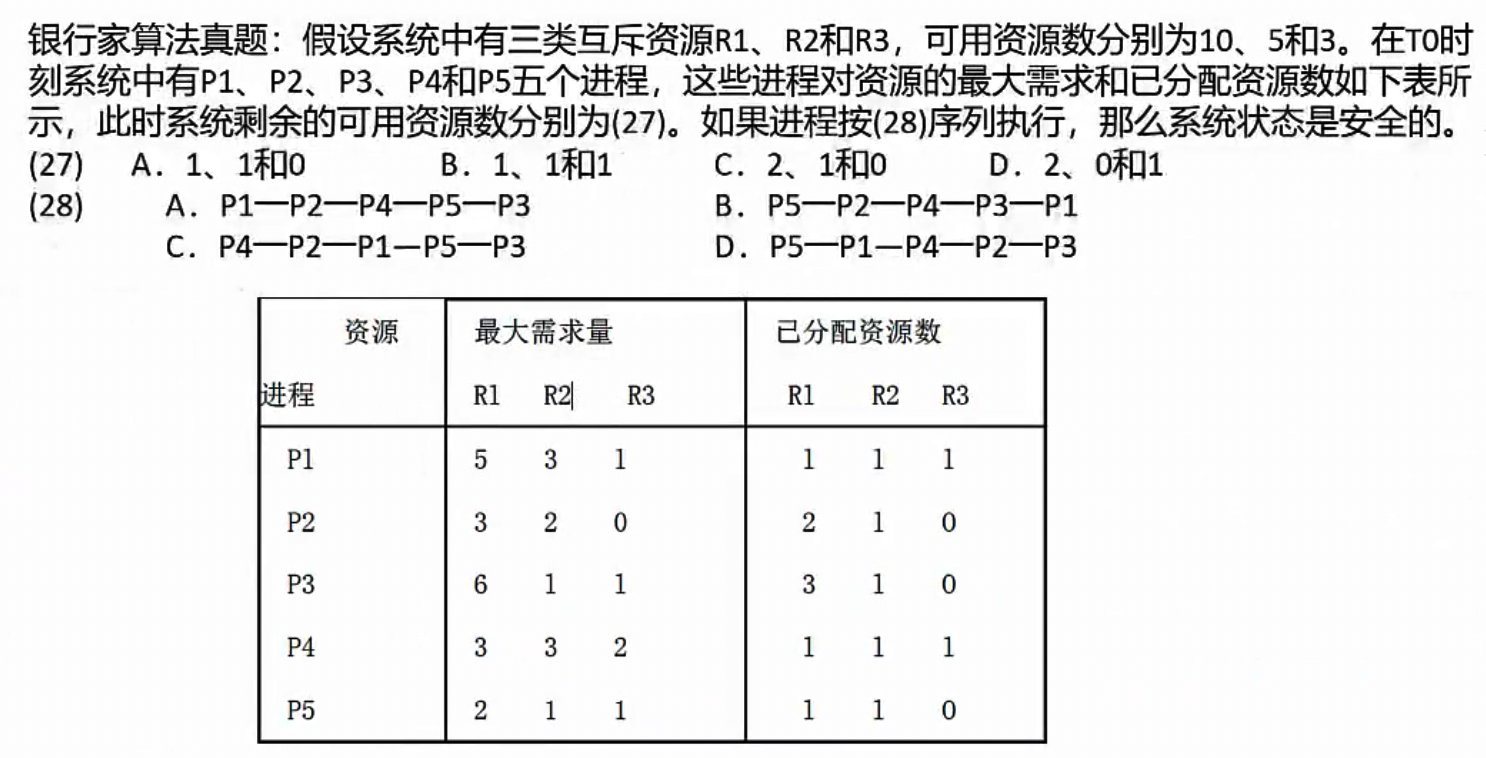 银行家算法真题：假设系统中有三类互斥资源R1、R2和R3，可用资源数分别为10、5和3。在T0时
刻系统中有P1、P2、P3、P4和P5五个进程，这些进程对资源的最大需求和已分配资源数如下表所
示，此时系统剩余的可用资源数分别为(27)。如果进程按(28)序列执行，那么系统状态是安全的。
(27) A．1、1和0 B．1、1和1 C．2、1和0 D．2、0和1
(28) A．P1—P2—P4—P5—P3 B．P5—P2—P4—P3—P1
C．P4—P2—P1—P5—P3 D．P5—P1—P4—P2—P3
资源 最大需求量 已分配资源数
进程 R1 R2 R3 R1 R2 R3
P1 5 3 1 1 1 1
P2 3 2 0 2 1 0
P3 6 1 1 3 1 0
P4 3 3 2 1 1 1
P5 2 1 1 1 1 0